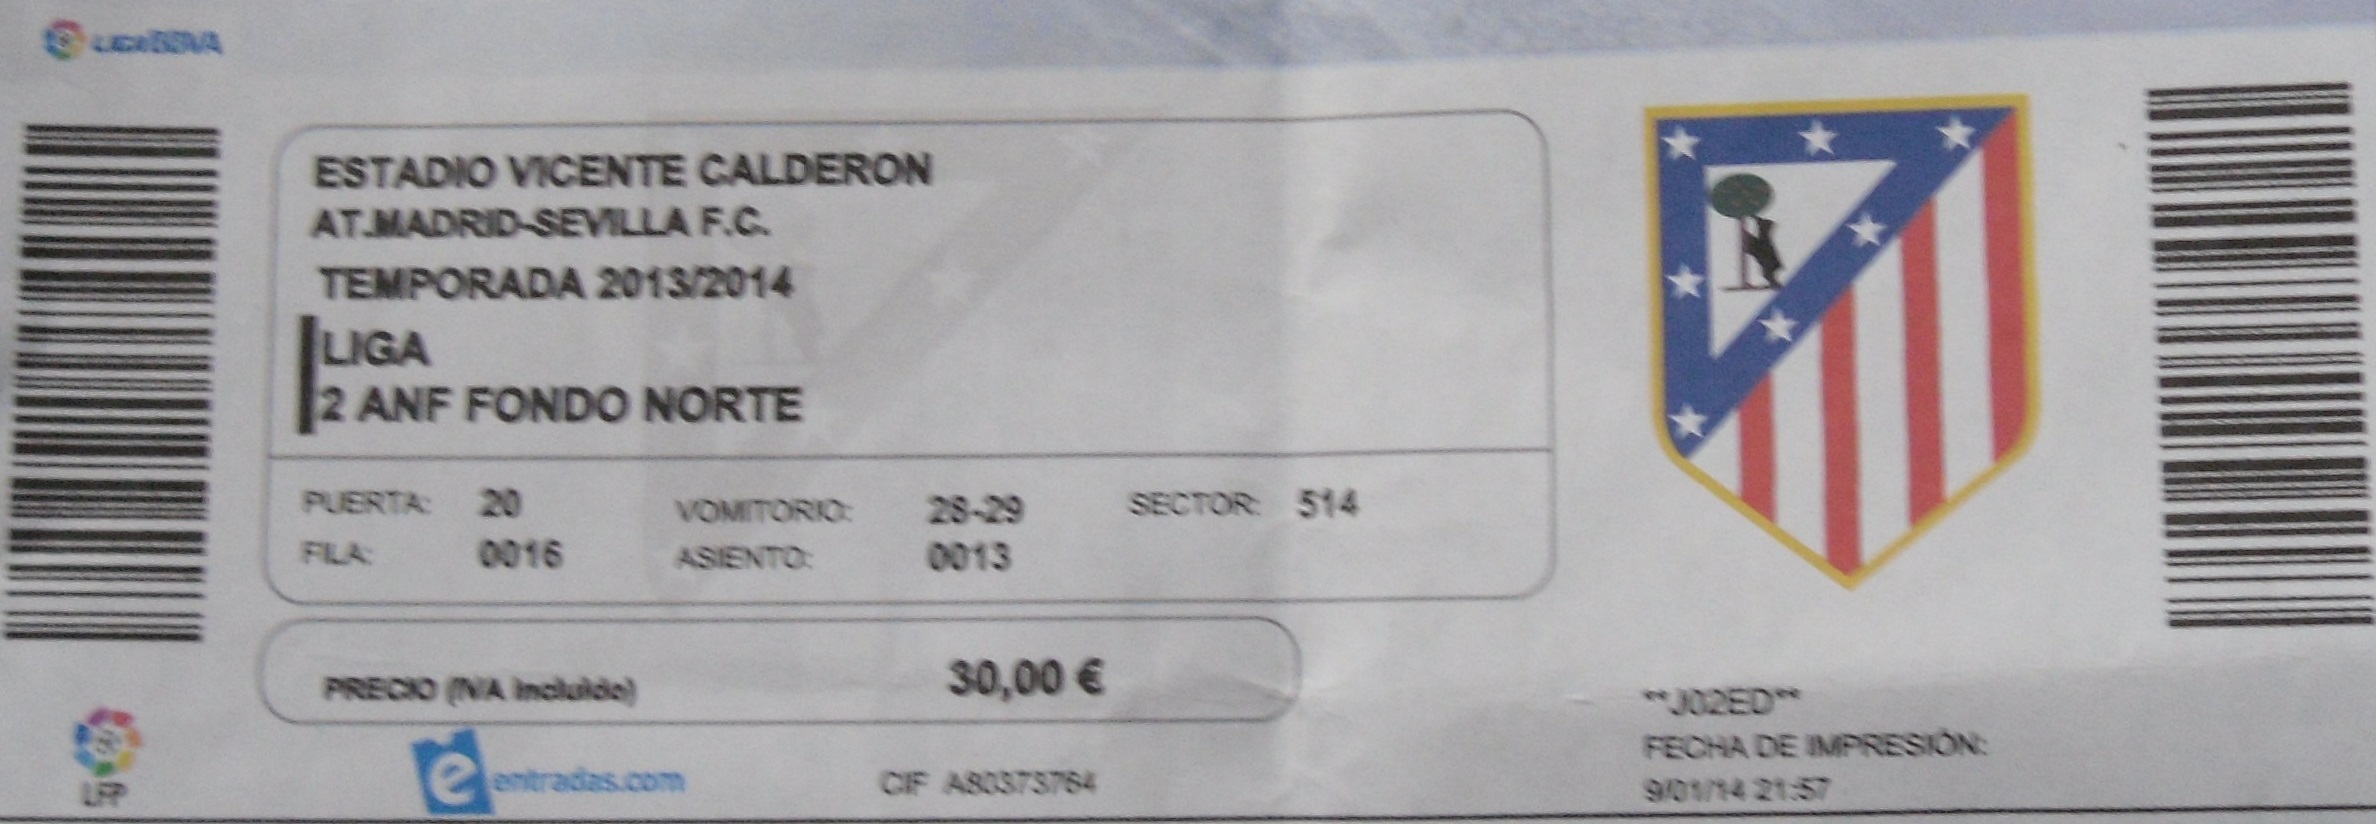 LIGA BBVA
ESTADIO VICENTE CALDERON
AT.MADRID-SEVILLA F.C.
TEMPORADA 2013/2014
LIGA
2 ANF FONDO NORTE
PUERTA: 20 VOMITORIO: 28-29 SECTOR: 514
FILA: 0016 ASIENTO: 0013
PRECIO (IVA Incluido) 30,00 €
**J02ED**
FECHA DE IMPRESIÓN:
9/01/14 21:57
LFP
e entradas.com
CIF A80373764